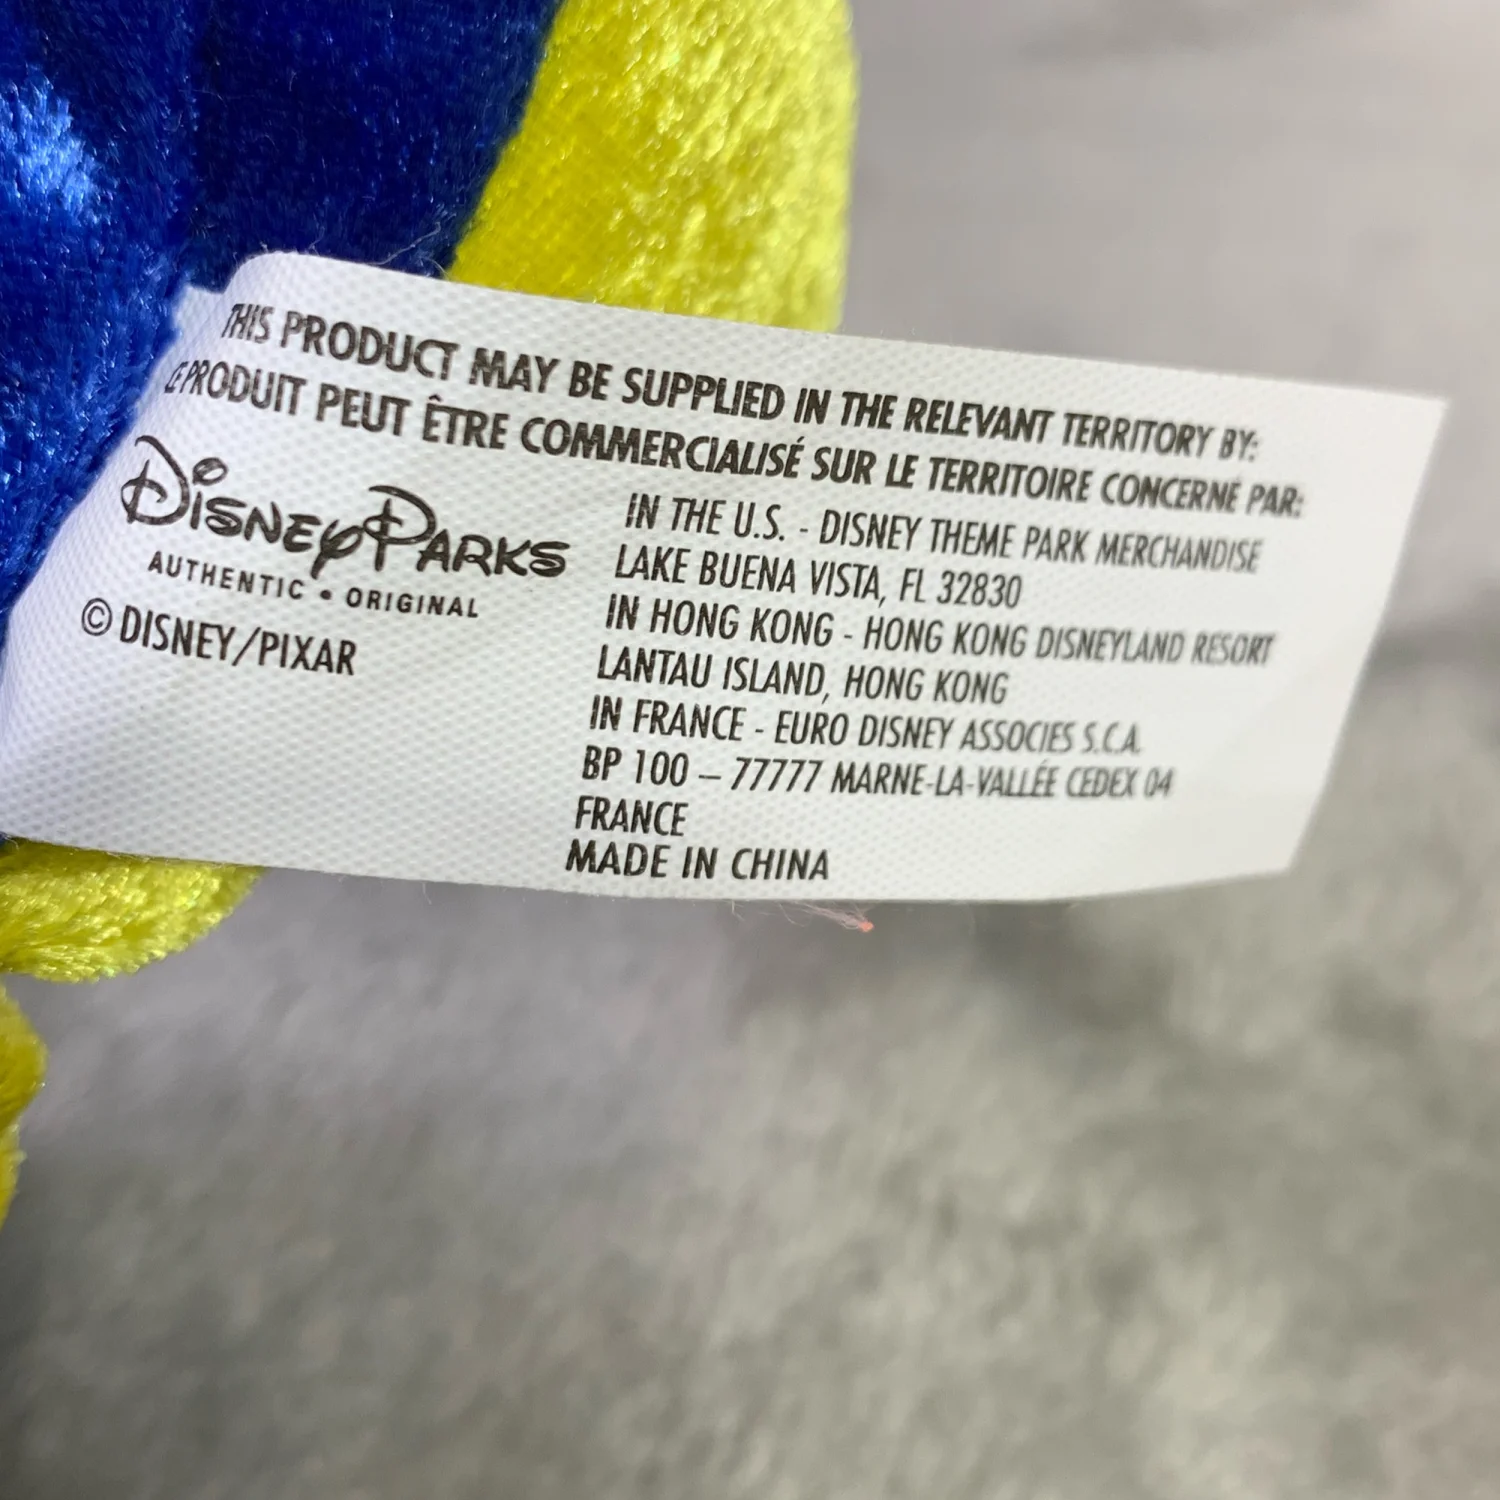 THIS PRODUCT MAY BE SUPPLIED IN THE RELEVANT TERRITORY BY:
LE PRODUIT PEUT ÊTRE COMMERCIALISÉ SUR LE TERRITOIRE CONCERNÉ PAR:
DISNEY PARKS
AUTHENTIC • ORIGINAL
© DISNEY/PIXAR
IN THE U.S. - DISNEY THEME PARK MERCHANDISE
LAKE BUENA VISTA, FL 32830
IN HONG KONG - HONG KONG DISNEYLAND RESORT
LANTAU ISLAND, HONG KONG
IN FRANCE - EURO DISNEY ASSOCIES S.C.A.
BP 100 – 77777 MARNE-LA-VALLÉE CEDEX 04
FRANCE
MADE IN CHINA